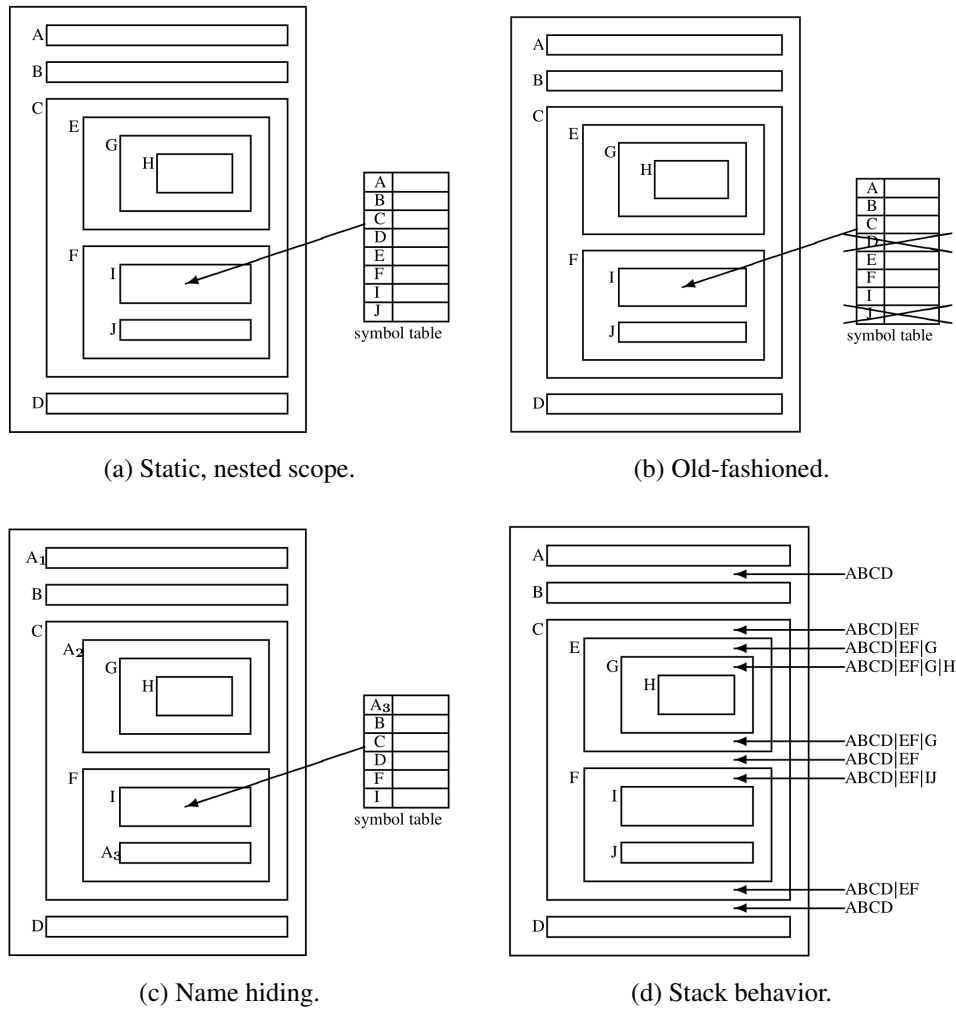 A
B
C
E
G
H
F
I
J
D
A
B
C
D
E
F
I
J
symbol table
(a) Static, nested scope.
A
B
C
E
G
H
F
I
J
D
A
B
C
D
E
F
I
J
symbol table
(b) Old-fashioned.
A1
B
C
A2
G
H
F
I
A3
D
A3
B
C
D
F
I
symbol table
(c) Name hiding.
A
B
C
E
G
H
F
I
J
D
ABCD
ABCD|EF
ABCD|EF|G
ABCD|EF|G|H
ABCD|EF|G
ABCD|EF
ABCD|EF|IJ
ABCD|EF
ABCD
(d) Stack behavior.